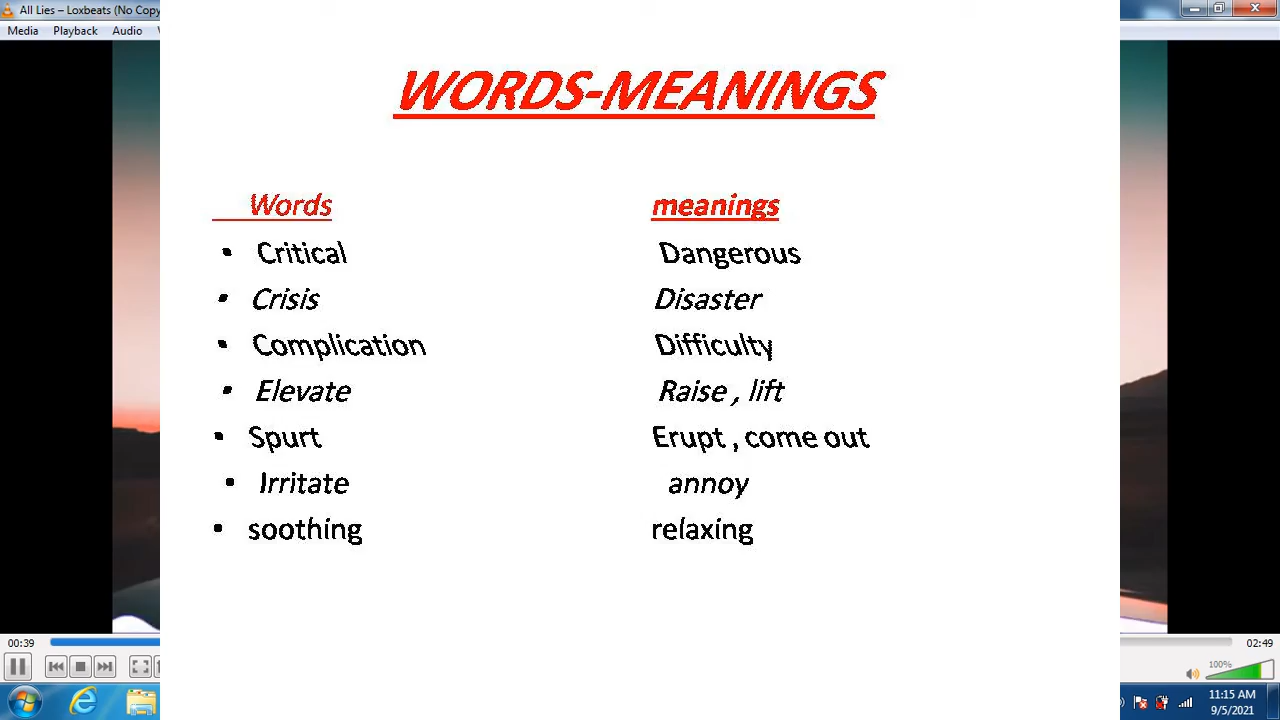 All Lies – Loxbeats (No Copy
Media Playback Audio
WORDS-MEANINGS
Words meanings
• Critical Dangerous
• Crisis Disaster
• Complication Difficulty
• Elevate Raise , lift
• Spurt Erupt , come out
• Irritate annoy
• soothing relaxing
00:39 02:49
100%
11:15 AM
9/5/2021